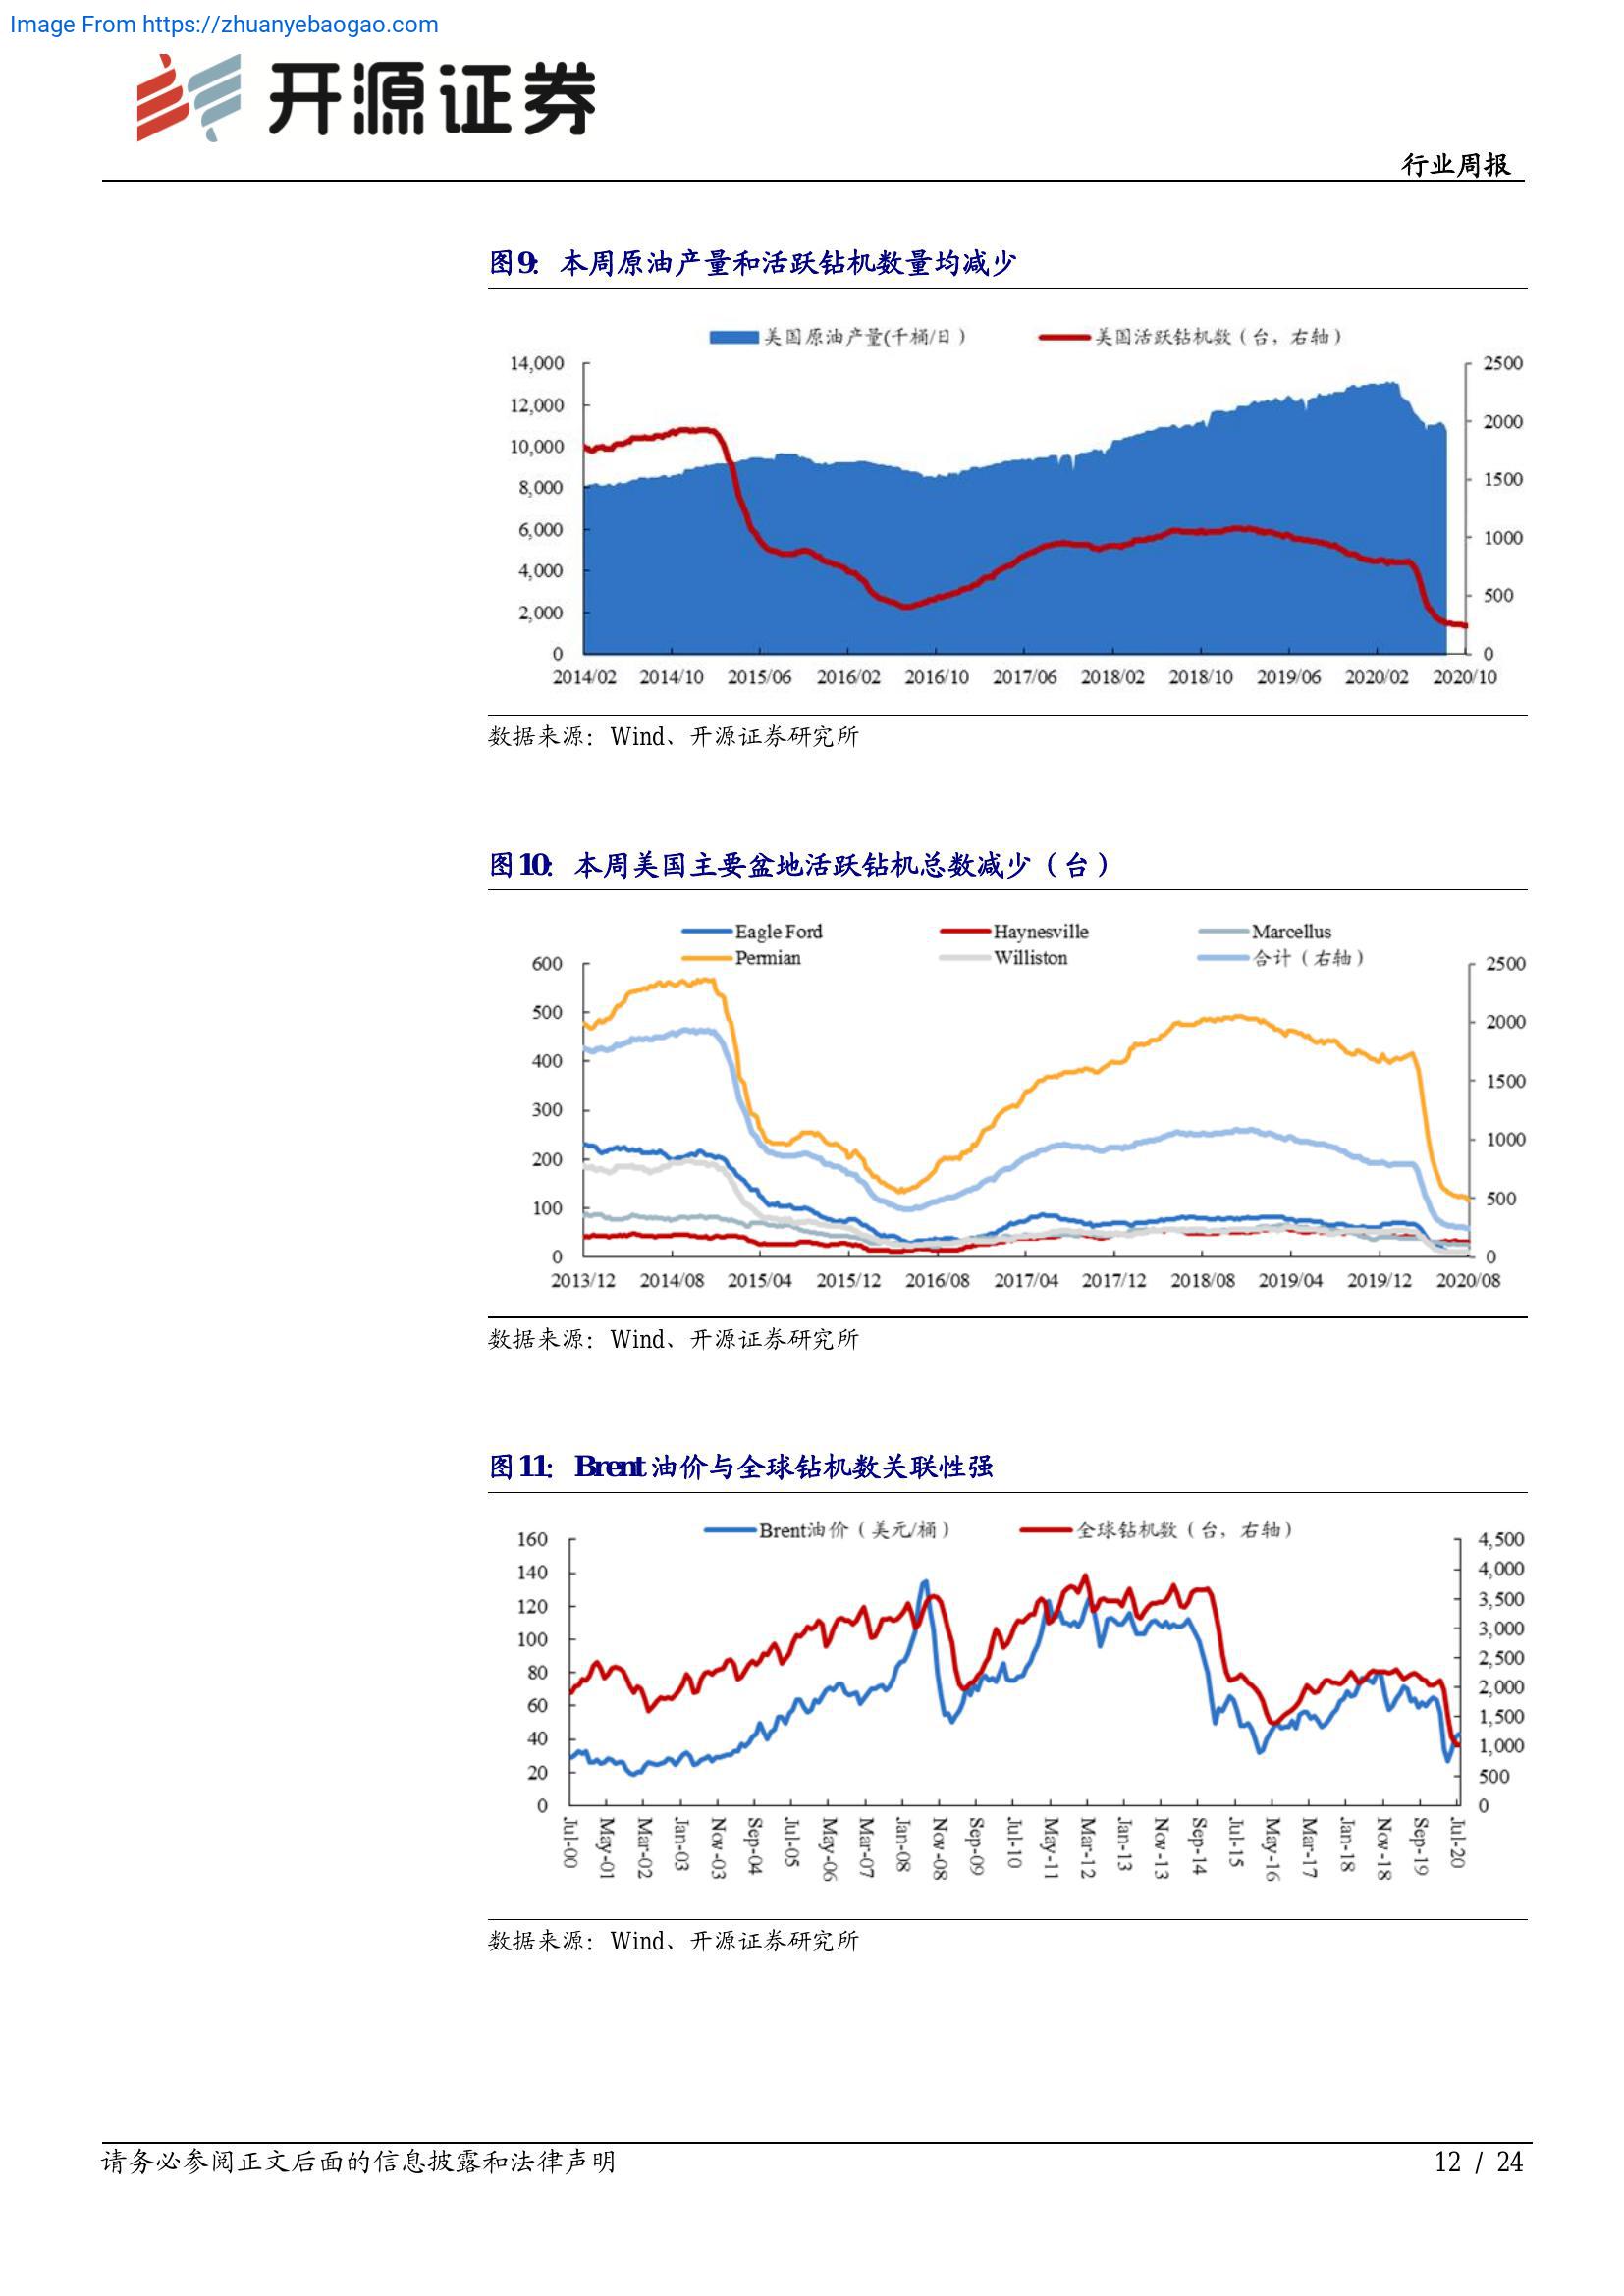 Image From https://zhuanyebaogao.com
开源证券
行业周报
图9: 本周原油产量和活跃钻机数量均减少
美国原油产量(千桶/日) 美国活跃钻机数（台，右轴）
14,000 2500
12,000 2000
10,000
8,000 1500
6,000 1000
4,000
2,000 500
0 0
2014/02 2014/10 2015/06 2016/02 2016/10 2017/06 2018/02 2018/10 2019/06 2020/02 2020/10
数据来源：Wind、开源证券研究所
图10: 本周美国主要盆地活跃钻机总数减少（台）
Eagle Ford Haynesville Marcellus
Permian Williston 合计（右轴）
600 2500
500 2000
400 1500
300
200 1000
100 500
0 0
2013/12 2014/08 2015/04 2015/12 2016/08 2017/04 2017/12 2018/08 2019/04 2019/12 2020/08
数据来源：Wind、开源证券研究所
图11: Brent 油价与全球钻机数关联性强
Brent油价（美元/桶） 全球钻机数（台，右轴）
160 4,500
140 4,000
120 3,500
100 3,000
80 2,500
60 2,000
40 1,500
20 1,000
0 500
0
Jul-00 May-01 Mar-02 Jan-03 Nov-03 Sep-04 Jul-05 May-06 Mar-07 Jan-08 Nov-08 Sep-09 Jul-10 May-11 Mar-12 Jan-13 Nov-13 Sep-14 Jul-15 May-16 Mar-17 Jan-18 Nov-18 Sep-19 Jul-20
数据来源：Wind、开源证券研究所
请务必参阅正文后面的信息披露和法律声明 12 / 24